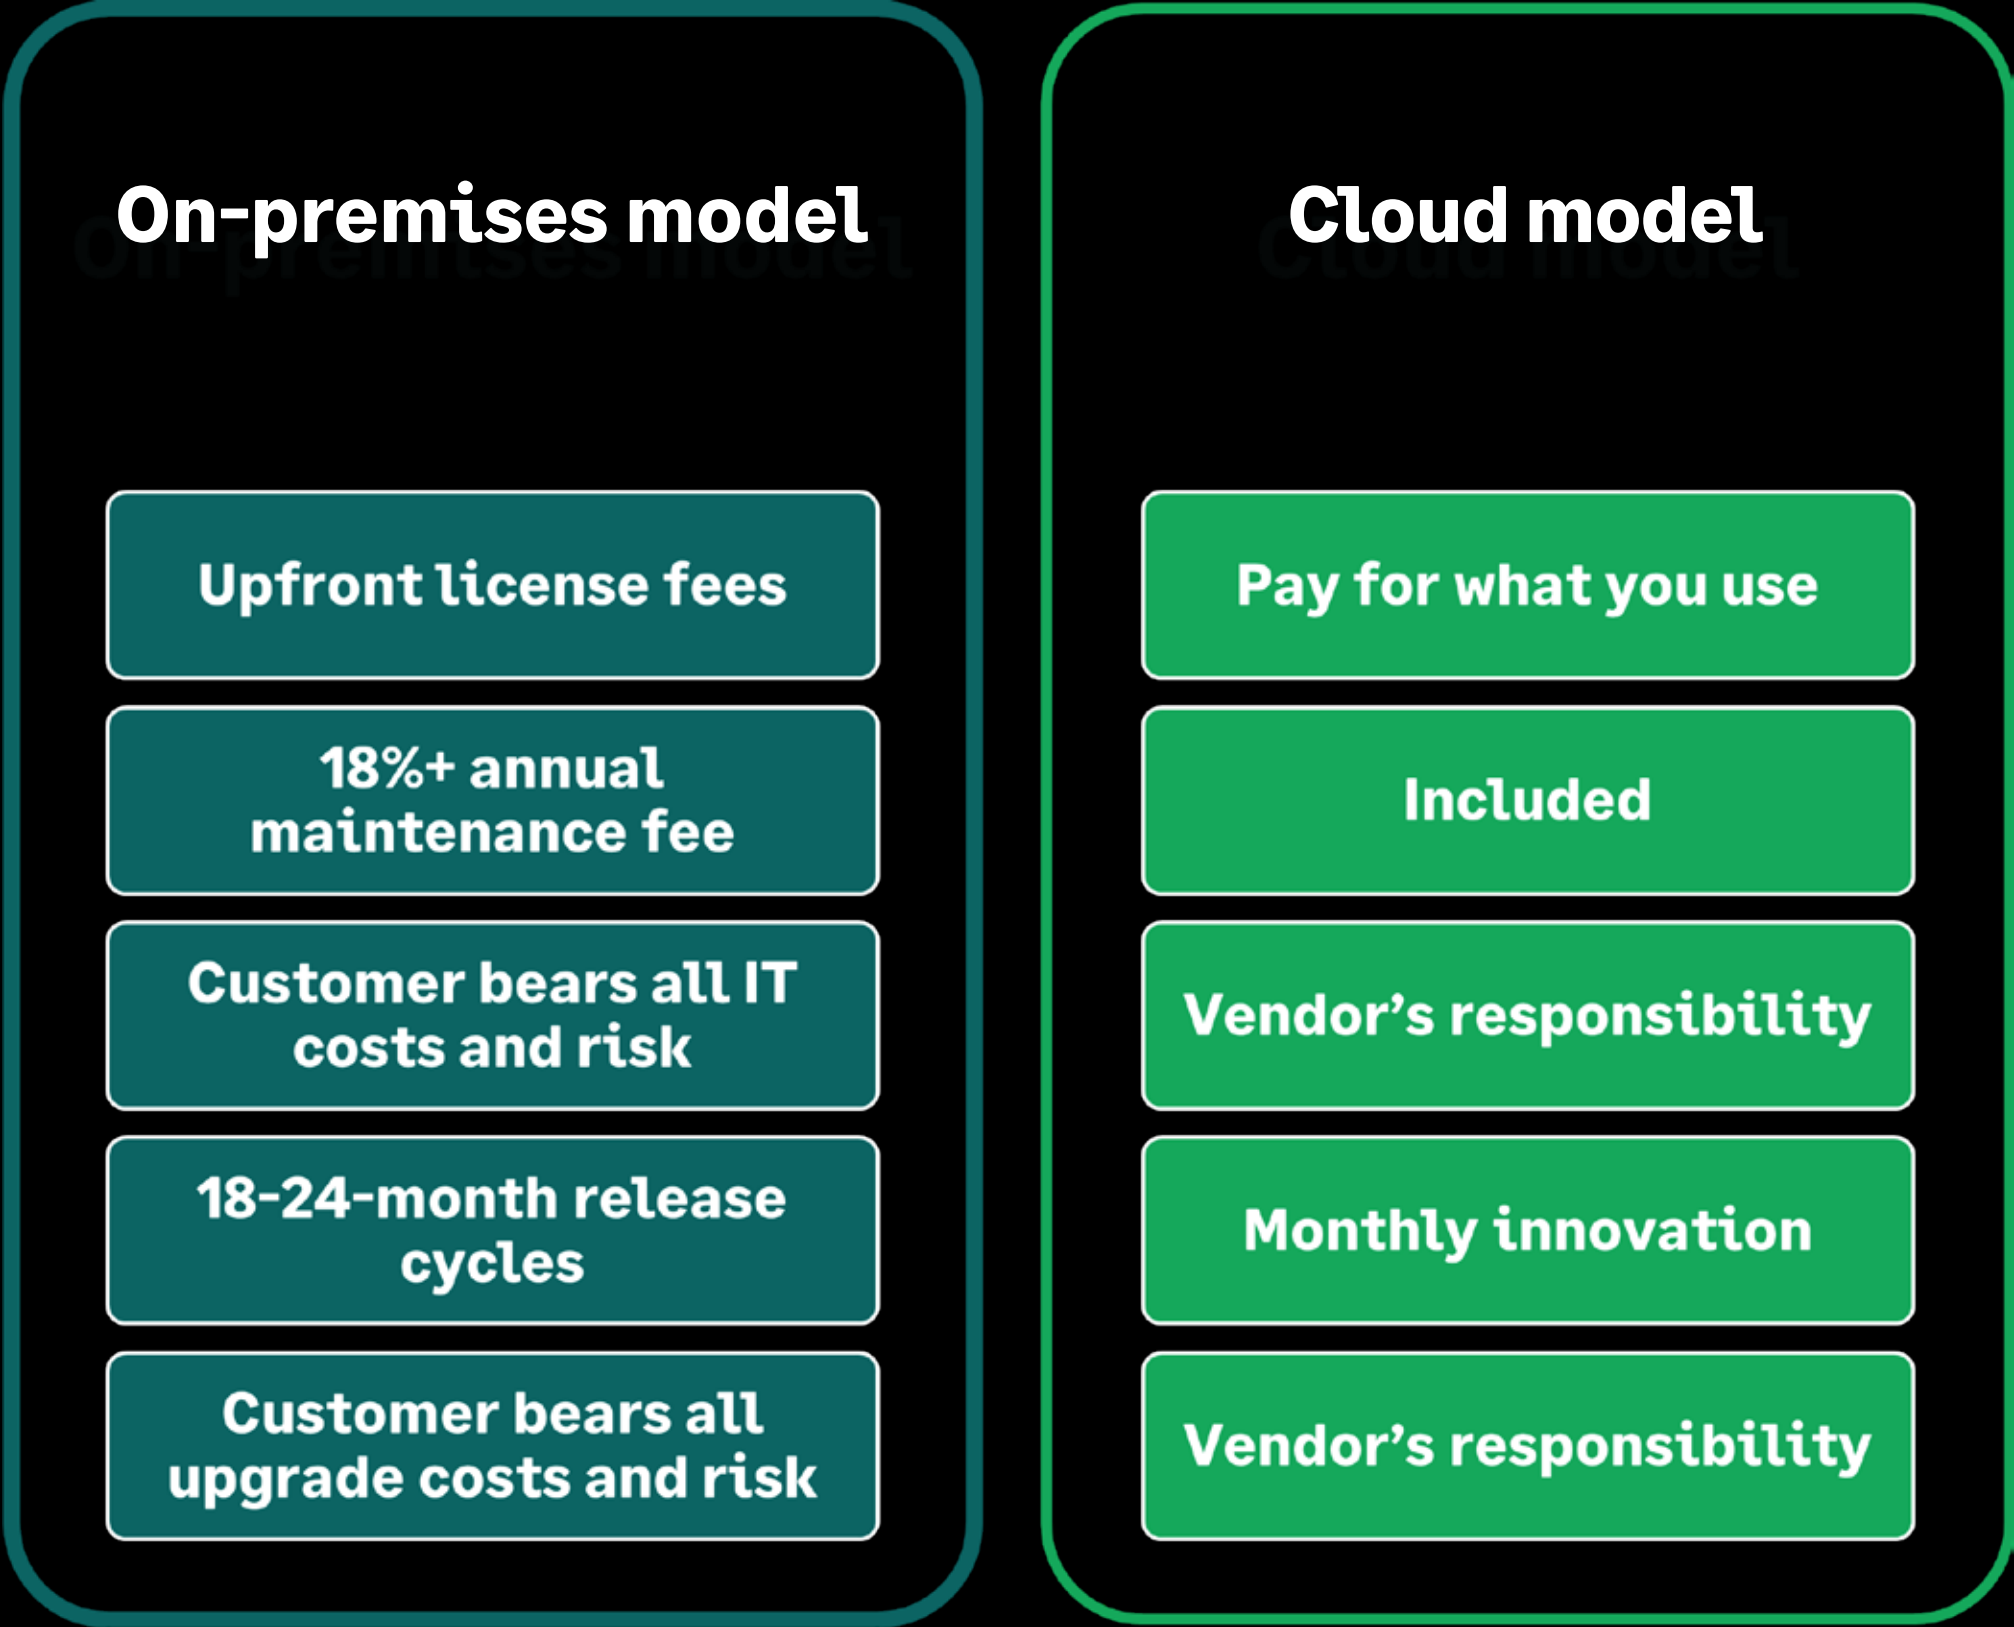 On-premises model
Upfront license fees
18%+ annual
maintenance fee
Customer bears all IT
costs and risk
18-24-month release
cycles
Customer bears all
upgrade costs and risk
Cloud model
Pay for what you use
Included
Vendor’s responsibility
Monthly innovation
Vendor’s responsibility